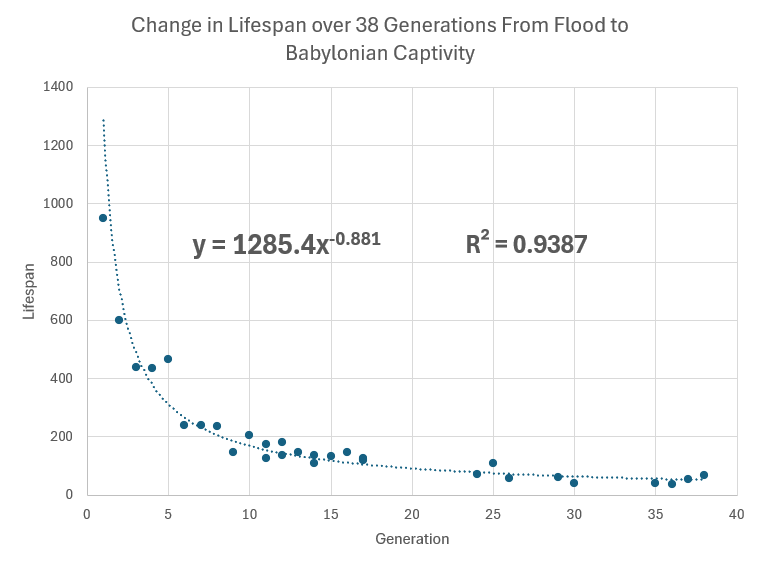 Change in Lifespan over 38 Generations From Flood to
Babylonian Captivity
1400
1200
1000
800
600
400
200
0
y = 1285.4x^-0.881
R² = 0.9387
Lifespan
0 5 10 15 20 25 30 35 40
Generation